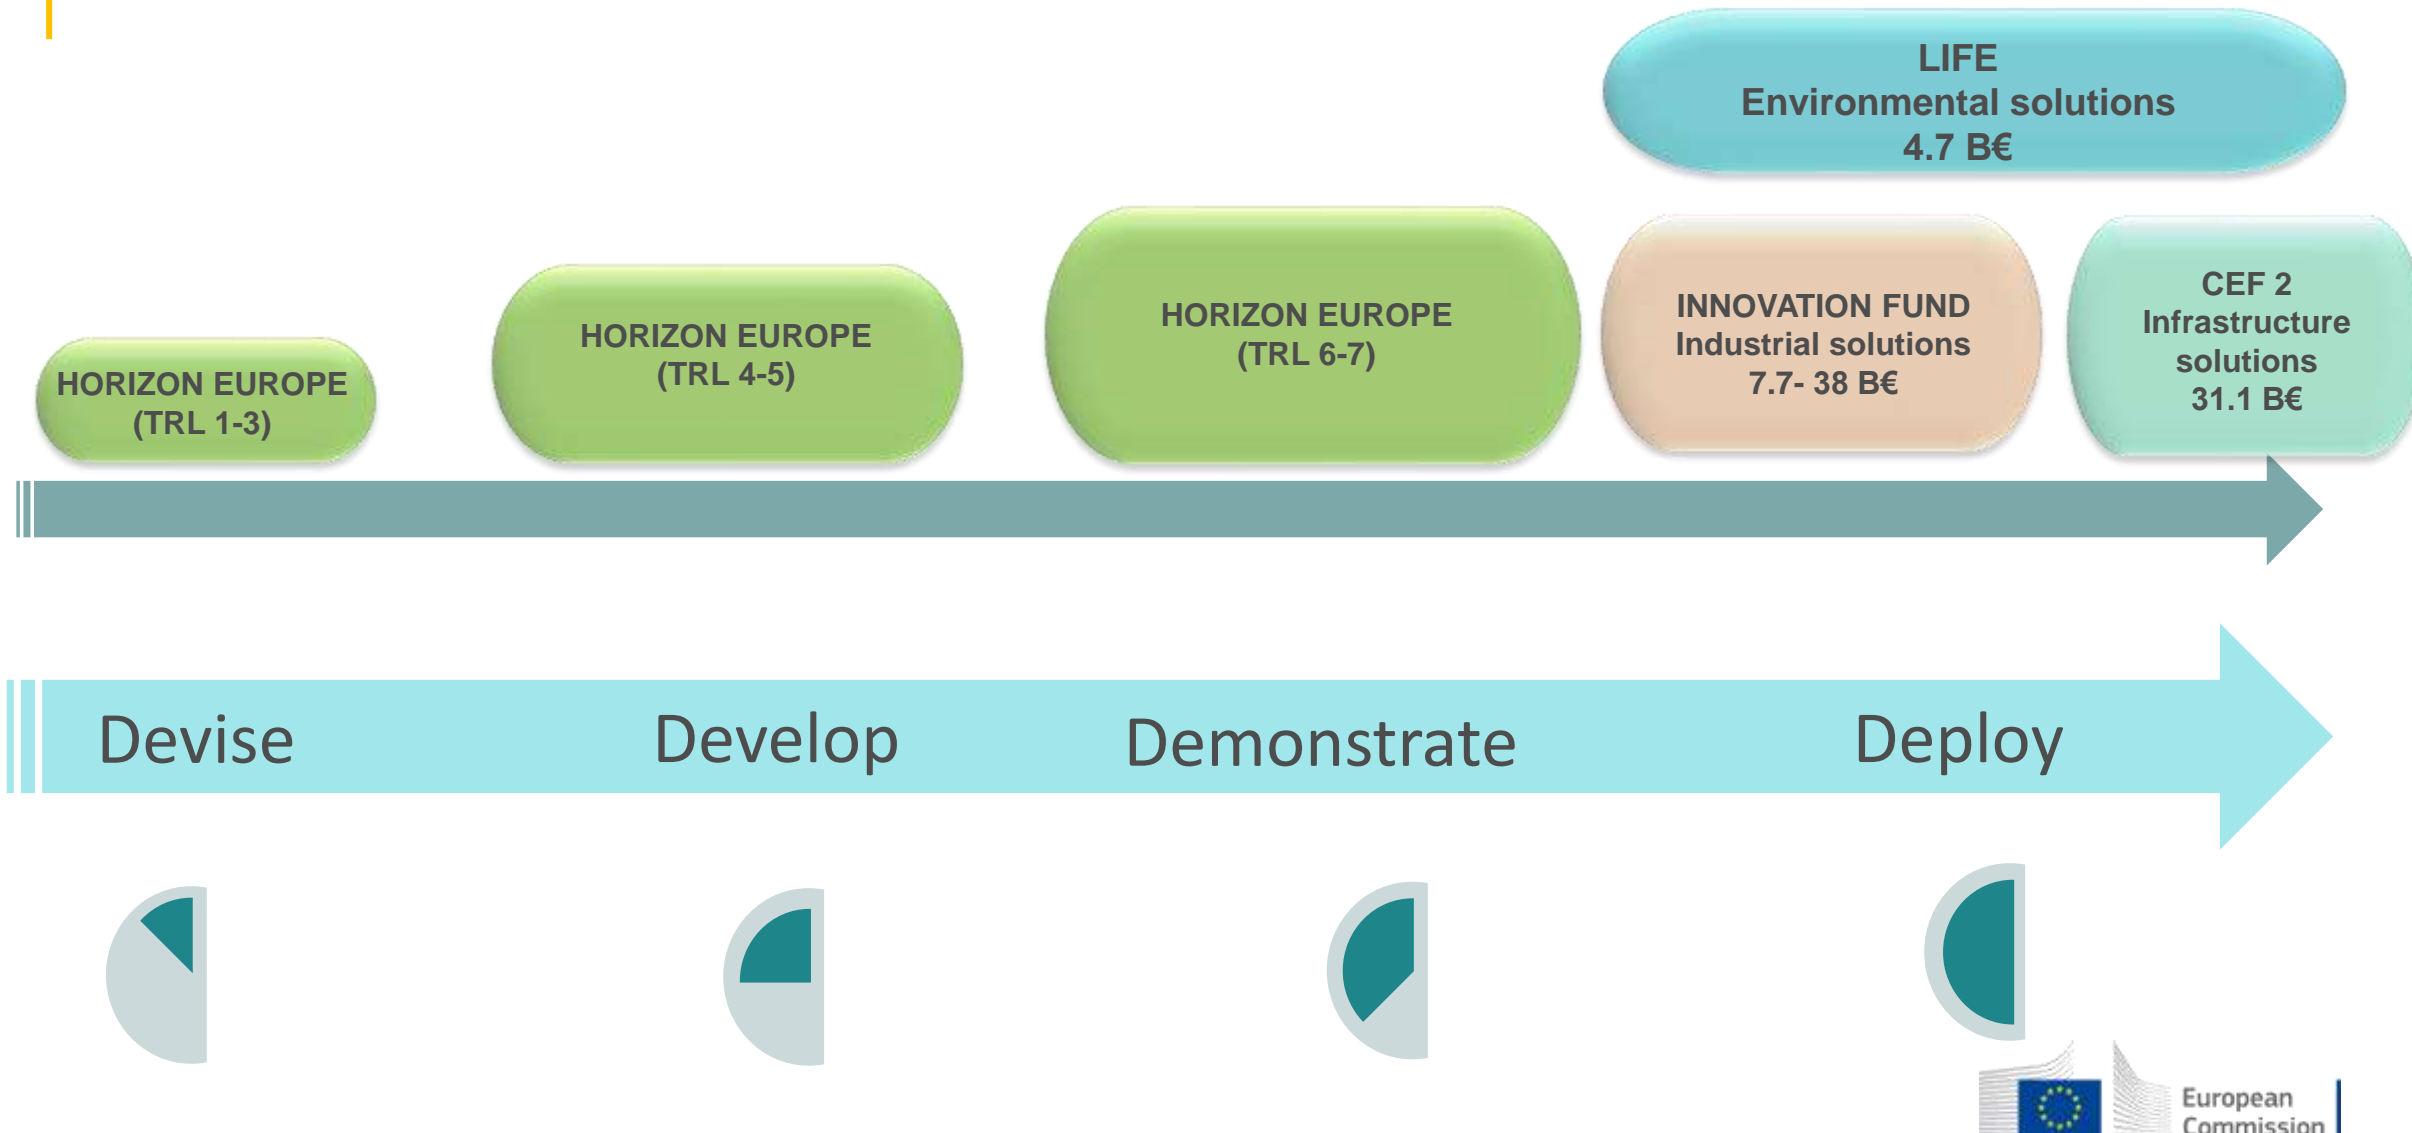 LIFE
Environmental solutions
4.7 B€
HORIZON EUROPE
(TRL 1-3)
HORIZON EUROPE
(TRL 4-5)
HORIZON EUROPE
(TRL 6-7)
INNOVATION FUND
Industrial solutions
7.7- 38 B€
CEF 2
Infrastructure
solutions
31.1 B€
Devise
Develop
Demonstrate
Deploy
European
Commission